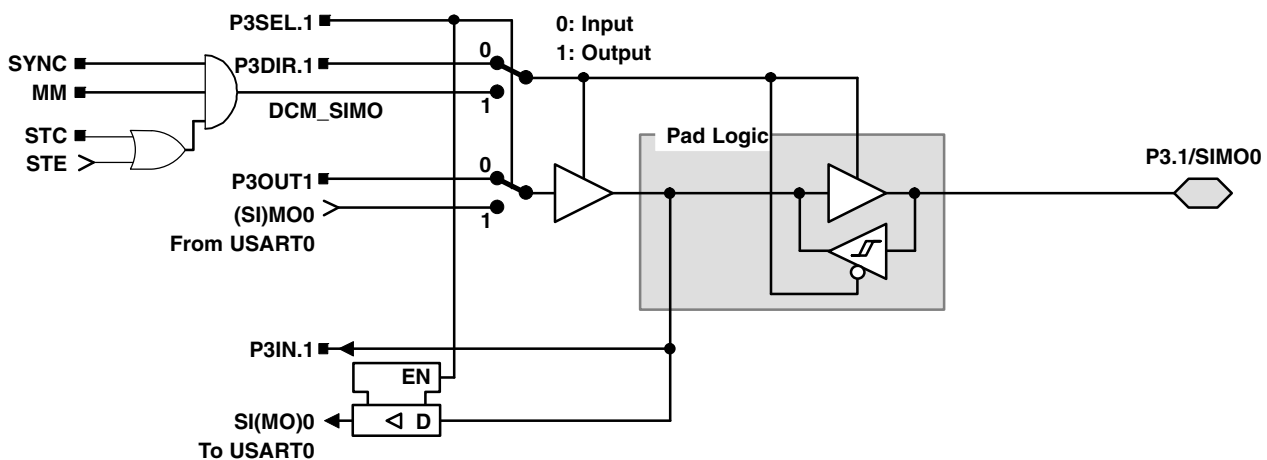 P3SEL.1
0: Input
1: Output
SYNC
P3DIR.1
0
MM
DCM_SIMO
1
STC
STE
Pad Logic
P3.1/SIMO0
P3OUT1
0
(SI)MO0
1
From USART0
P3IN.1
EN
SI(MO)0
D
To USART0